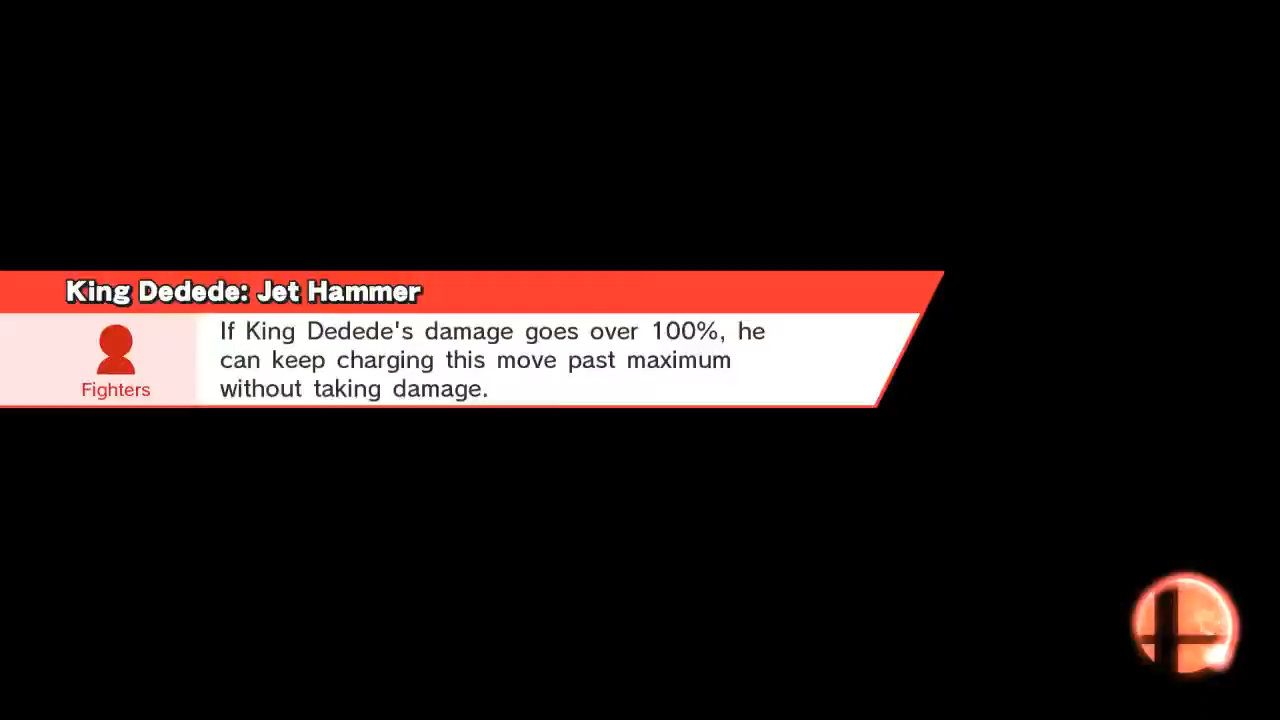 King Dedede: Jet Hammer
If King Dedede's damage goes over 100%, he
can keep charging this move past maximum
without taking damage.
Fighters